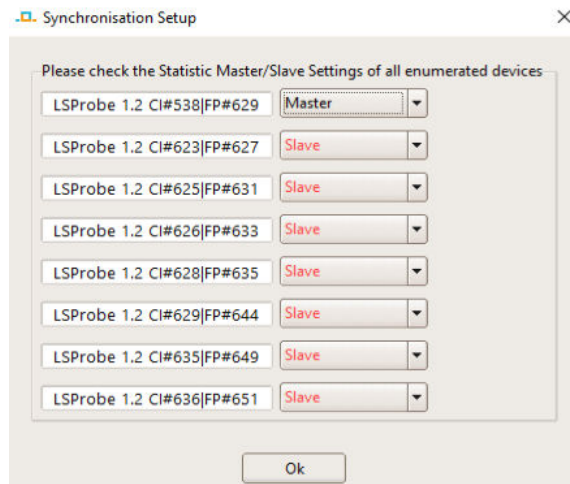 Synchronisation Setup
Please check the Statistic Master/Slave Settings of all enumerated devices
LSProbe 1.2 CI#538|FP#629 Master
LSProbe 1.2 CI#623|FP#627 Slave
LSProbe 1.2 CI#625|FP#631 Slave
LSProbe 1.2 CI#626|FP#633 Slave
LSProbe 1.2 CI#628|FP#635 Slave
LSProbe 1.2 CI#629|FP#644 Slave
LSProbe 1.2 CI#635|FP#649 Slave
LSProbe 1.2 CI#636|FP#651 Slave
Ok